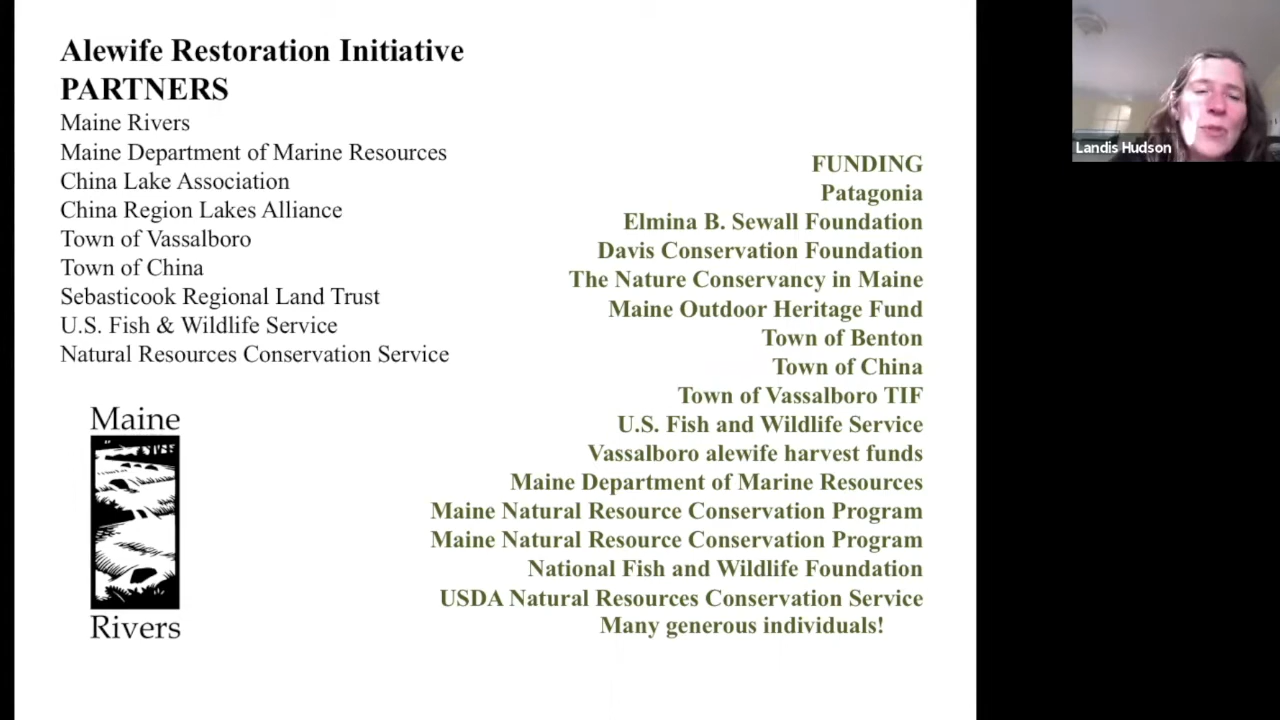 Alewife Restoration Initiative
PARTNERS
Maine Rivers
Maine Department of Marine Resources
China Lake Association
China Region Lakes Alliance
Town of Vassalboro
Town of China
Sebasticook Regional Land Trust
U.S. Fish & Wildlife Service
Natural Resources Conservation Service
Maine
Rivers
FUNDING
Patagonia
Elmina B. Sewall Foundation
Davis Conservation Foundation
The Nature Conservancy in Maine
Maine Outdoor Heritage Fund
Town of Benton
Town of China
Town of Vassalboro TIF
U.S. Fish and Wildlife Service
Vassalboro alewife harvest funds
Maine Department of Marine Resources
Maine Natural Resource Conservation Program
Maine Natural Resource Conservation Program
National Fish and Wildlife Foundation
USDA Natural Resources Conservation Service
Many generous individuals!
Landis Hudson